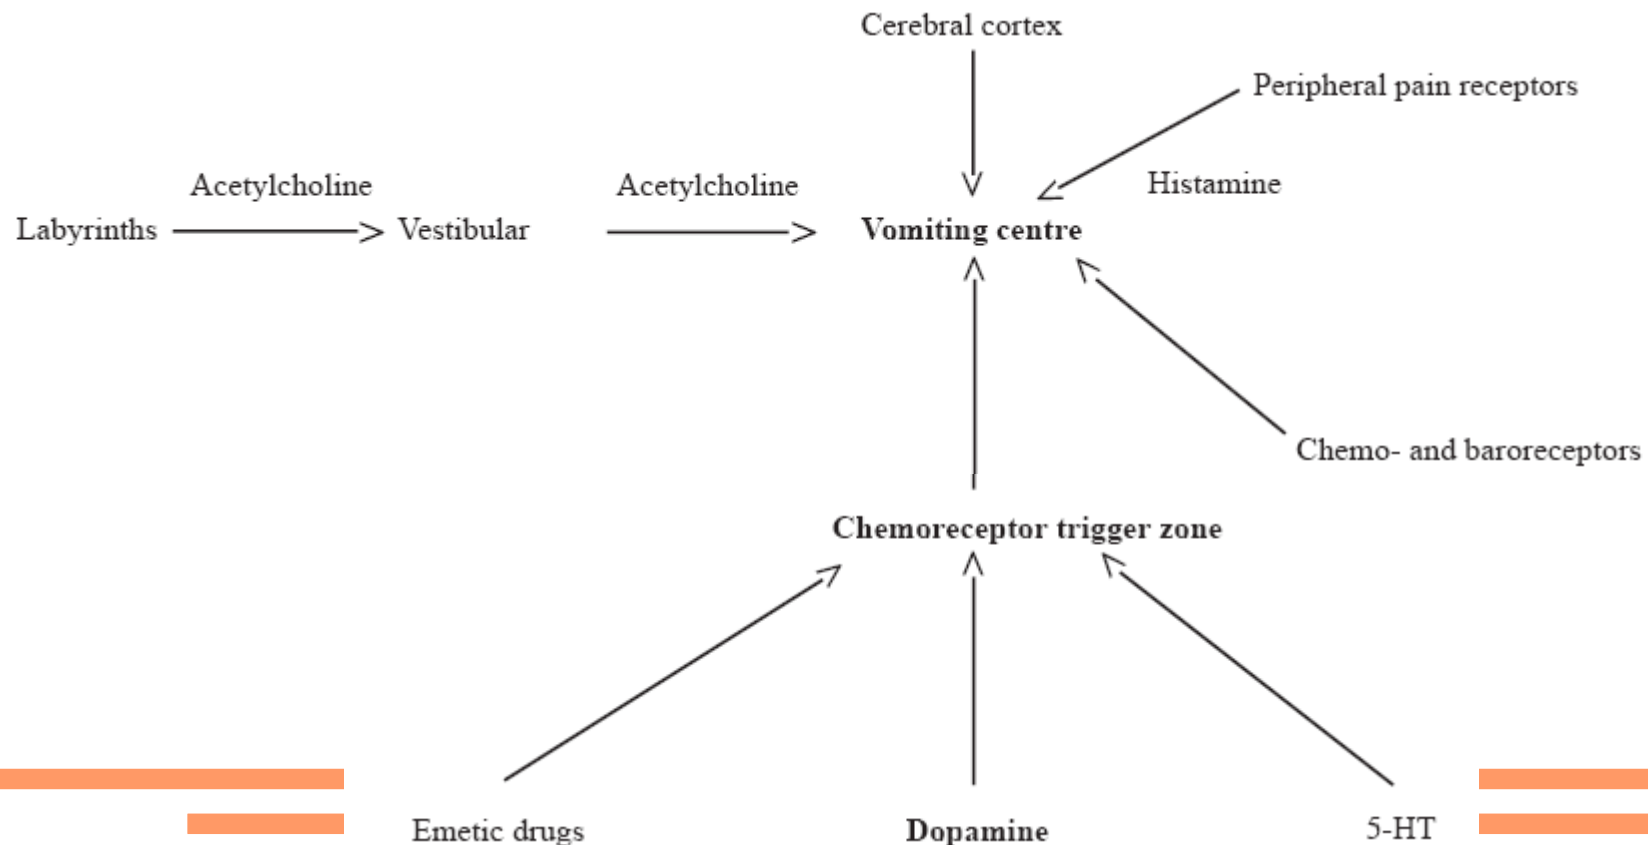 Cerebral cortex
Peripheral pain receptors
Acetylcholine
Acetylcholine
Histamine
Labyrinths
Vestibular
Vomiting centre
Chemo- and baroreceptors
Chemoreceptor trigger zone
Emetic drugs
Dopamine
5-HT